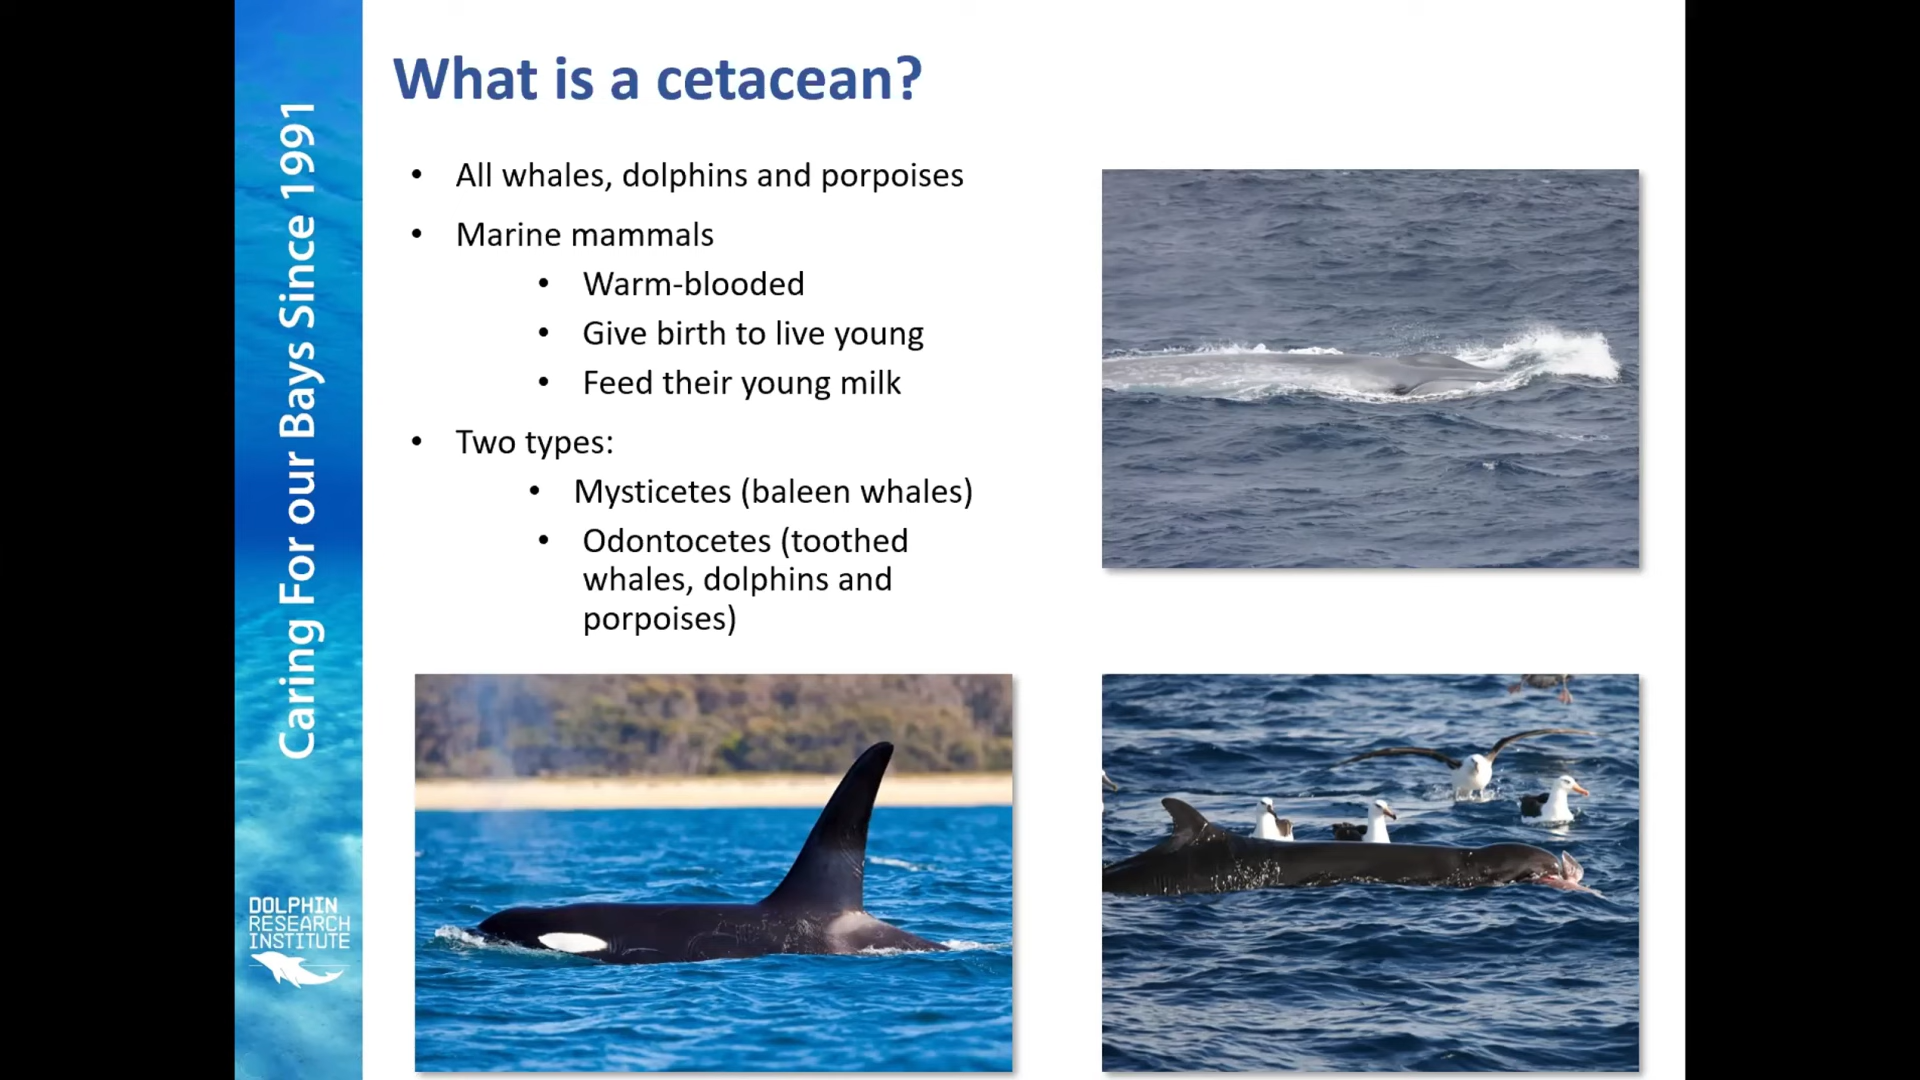 What is a cetacean?
• All whales, dolphins and porpoises
• Marine mammals
• Warm-blooded
• Give birth to live young
• Feed their young milk
• Two types:
• Mysticetes (baleen whales)
• Odontocetes (toothed
whales, dolphins and
porpoises)
Caring For our Bays Since 1991
DOLPHIN
RESEARCH
INSTITUTE